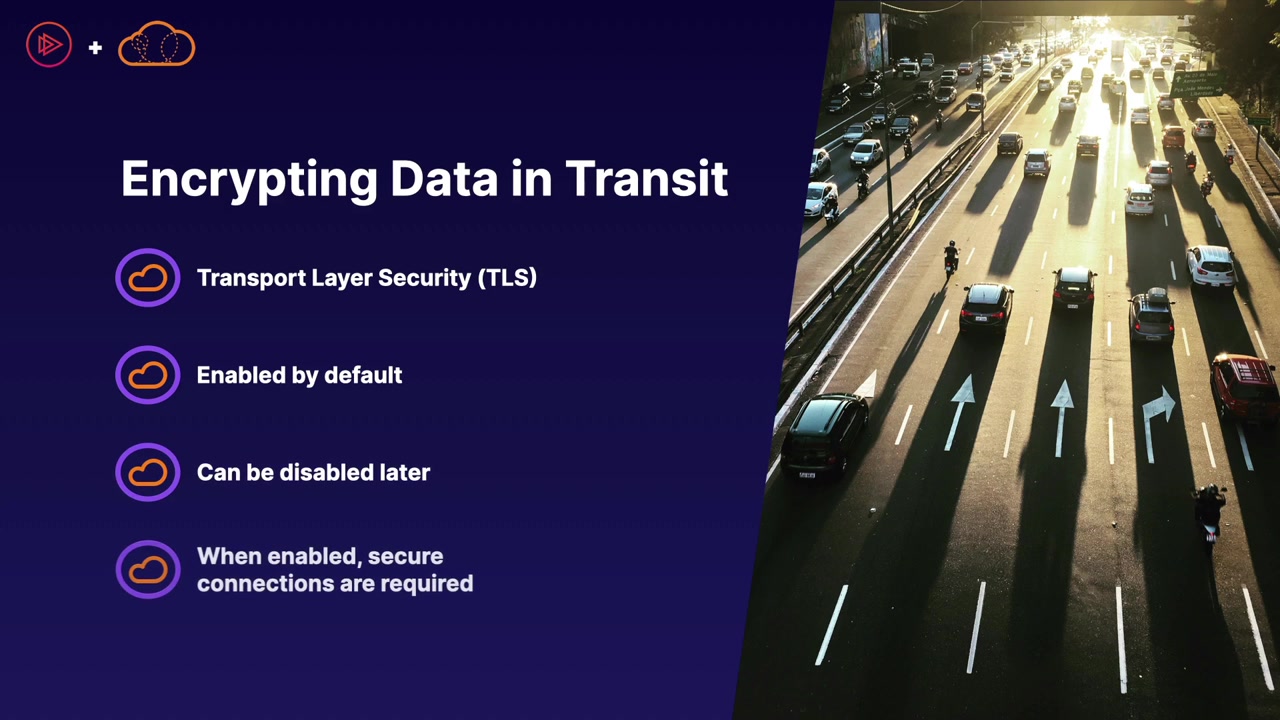 Encrypting Data in Transit
Transport Layer Security (TLS)
Enabled by default
Can be disabled later
When enabled, secure
connections are required